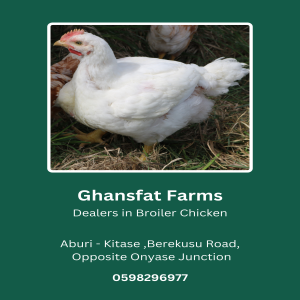 Ghansfat Farms
Dealers in Broiler Chicken
Aburi - Kitase ,Berekusu Road,
Opposite Onyase Junction
0598296977